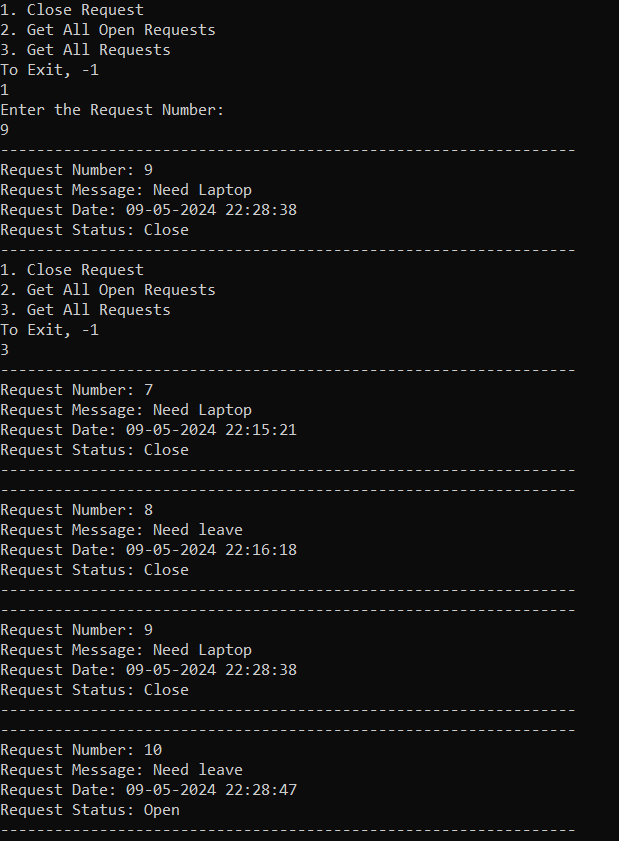 1. Close Request
2. Get All Open Requests
3. Get All Requests
To Exit, -1
1
Enter the Request Number:
9
----------------------------------------------------------------
Request Number: 9
Request Message: Need Laptop
Request Date: 09-05-2024 22:28:38
Request Status: Close
----------------------------------------------------------------
1. Close Request
2. Get All Open Requests
3. Get All Requests
To Exit, -1
3
----------------------------------------------------------------
Request Number: 7
Request Message: Need Laptop
Request Date: 09-05-2024 22:15:21
Request Status: Close
----------------------------------------------------------------
----------------------------------------------------------------
Request Number: 8
Request Message: Need leave
Request Date: 09-05-2024 22:16:18
Request Status: Close
----------------------------------------------------------------
----------------------------------------------------------------
Request Number: 9
Request Message: Need Laptop
Request Date: 09-05-2024 22:28:38
Request Status: Close
----------------------------------------------------------------
----------------------------------------------------------------
Request Number: 10
Request Message: Need leave
Request Date: 09-05-2024 22:28:47
Request Status: Open
----------------------------------------------------------------